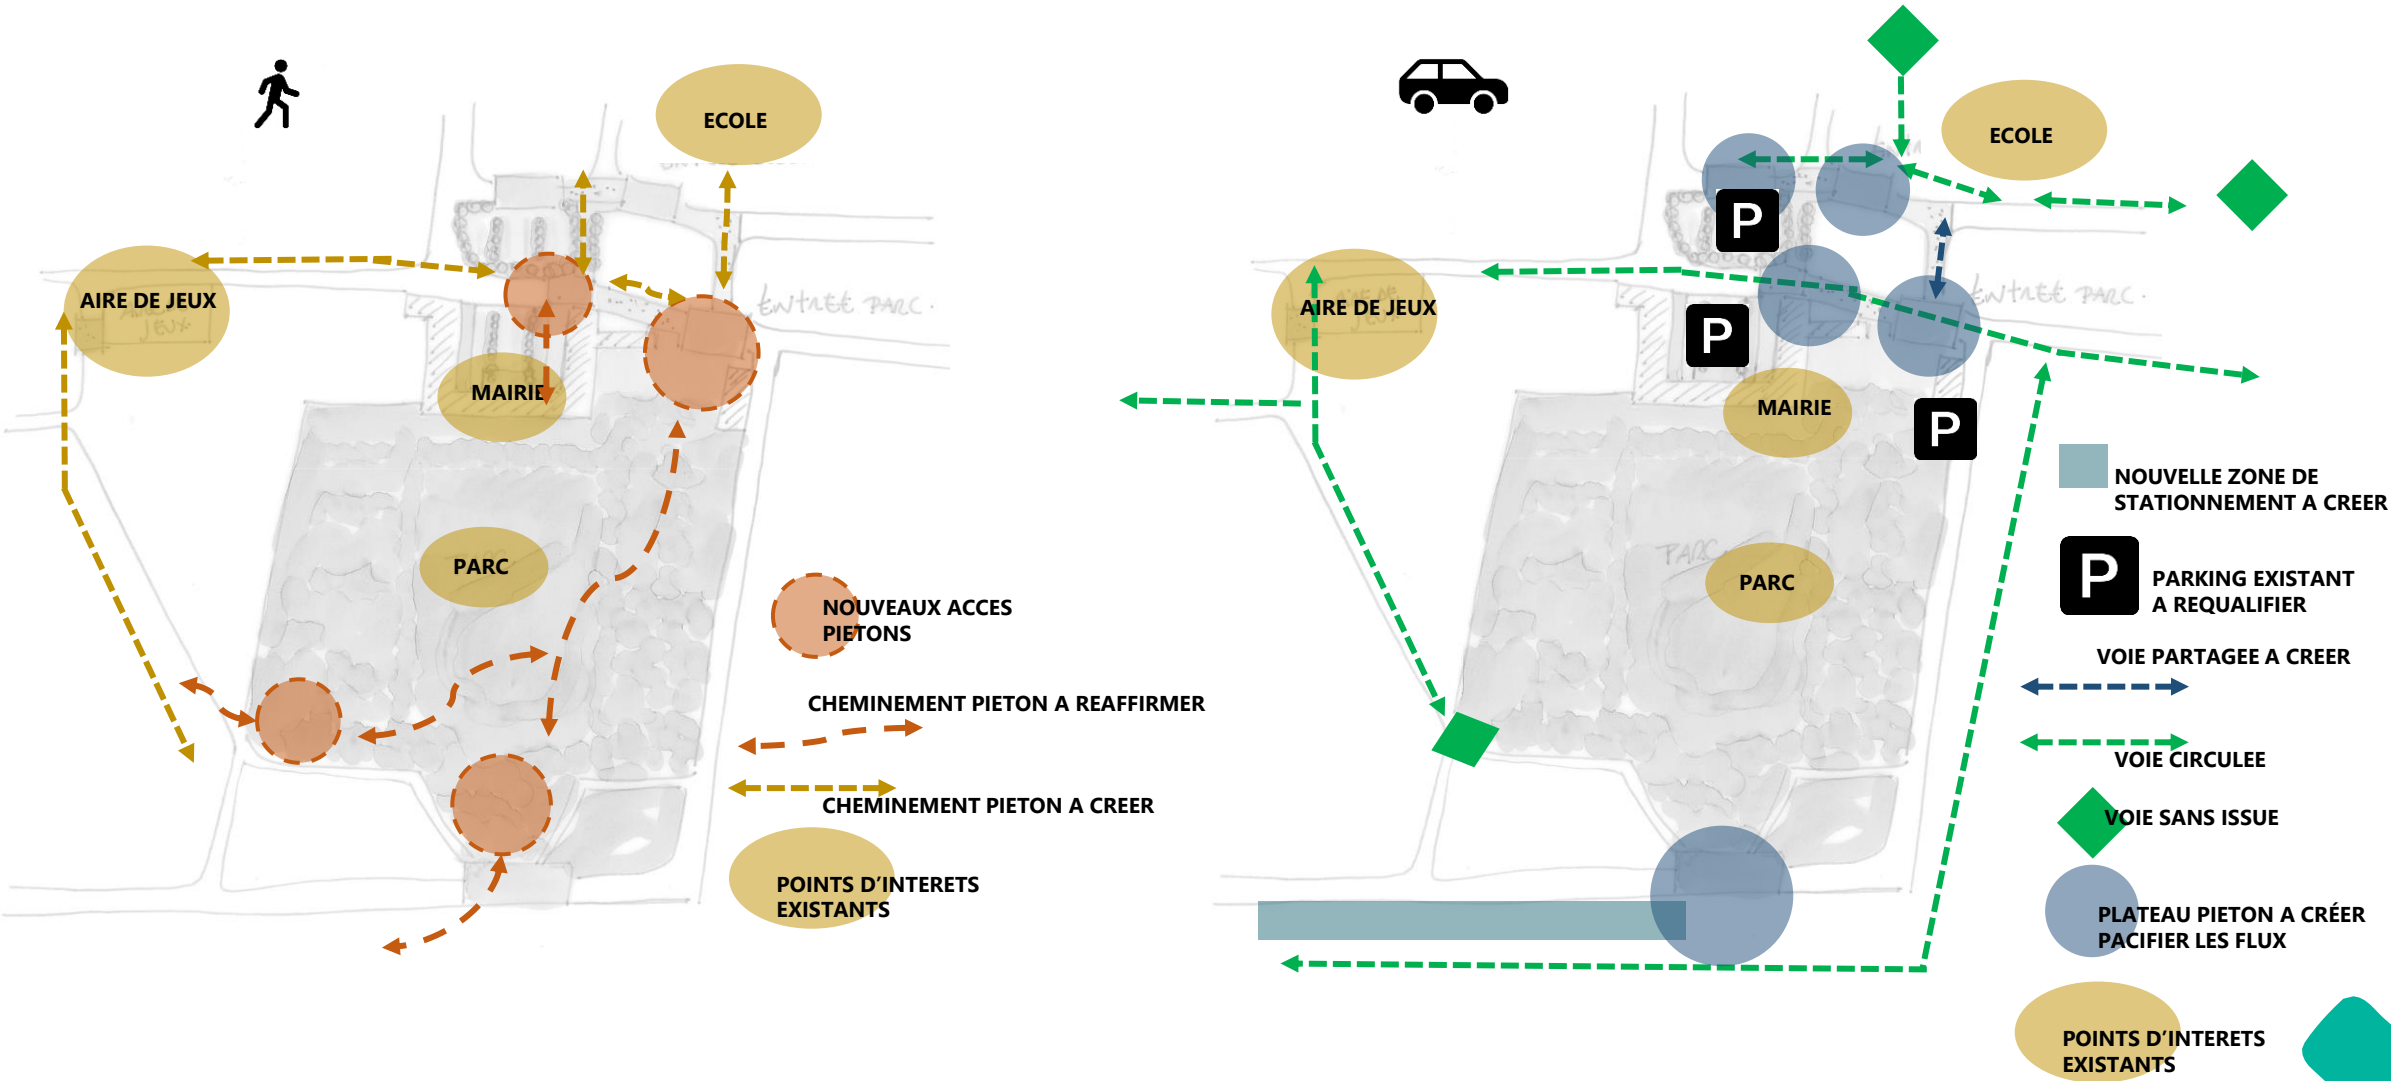 ECOLE
AIRE DE JEUX
ENTREE PARC.
MAIRIE
PARC
NOUVEAUX ACCES
PIETONS
CHEMINEMENT PIETON A REAFFIRMER
CHEMINEMENT PIETON A CREER
POINTS D’INTERETS
EXISTANTS
ECOLE
P
AIRE DE JEUX
ENTREE PARC.
P
MAIRIE
P
PARC
PARC
NOUVELLE ZONE DE
STATIONNEMENT A CREER
P
PARKING EXISTANT
A REQUALIFIER
VOIE PARTAGEE A CREER
VOIE CIRCULEE
VOIE SANS ISSUE
PLATEAU PIETON A CRÉER
PACIFIER LES FLUX
POINTS D’INTERETS
EXISTANTS